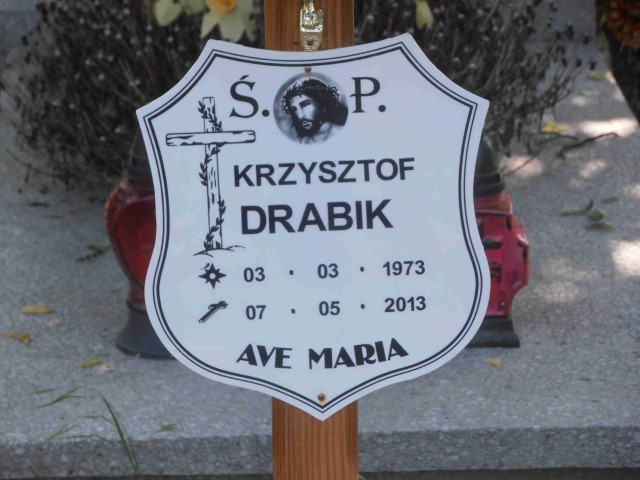 Ś. P.
KRZYSZTOF
DRABIK
03 · 03 · 1973
07 · 05 · 2013
AVE MARIA